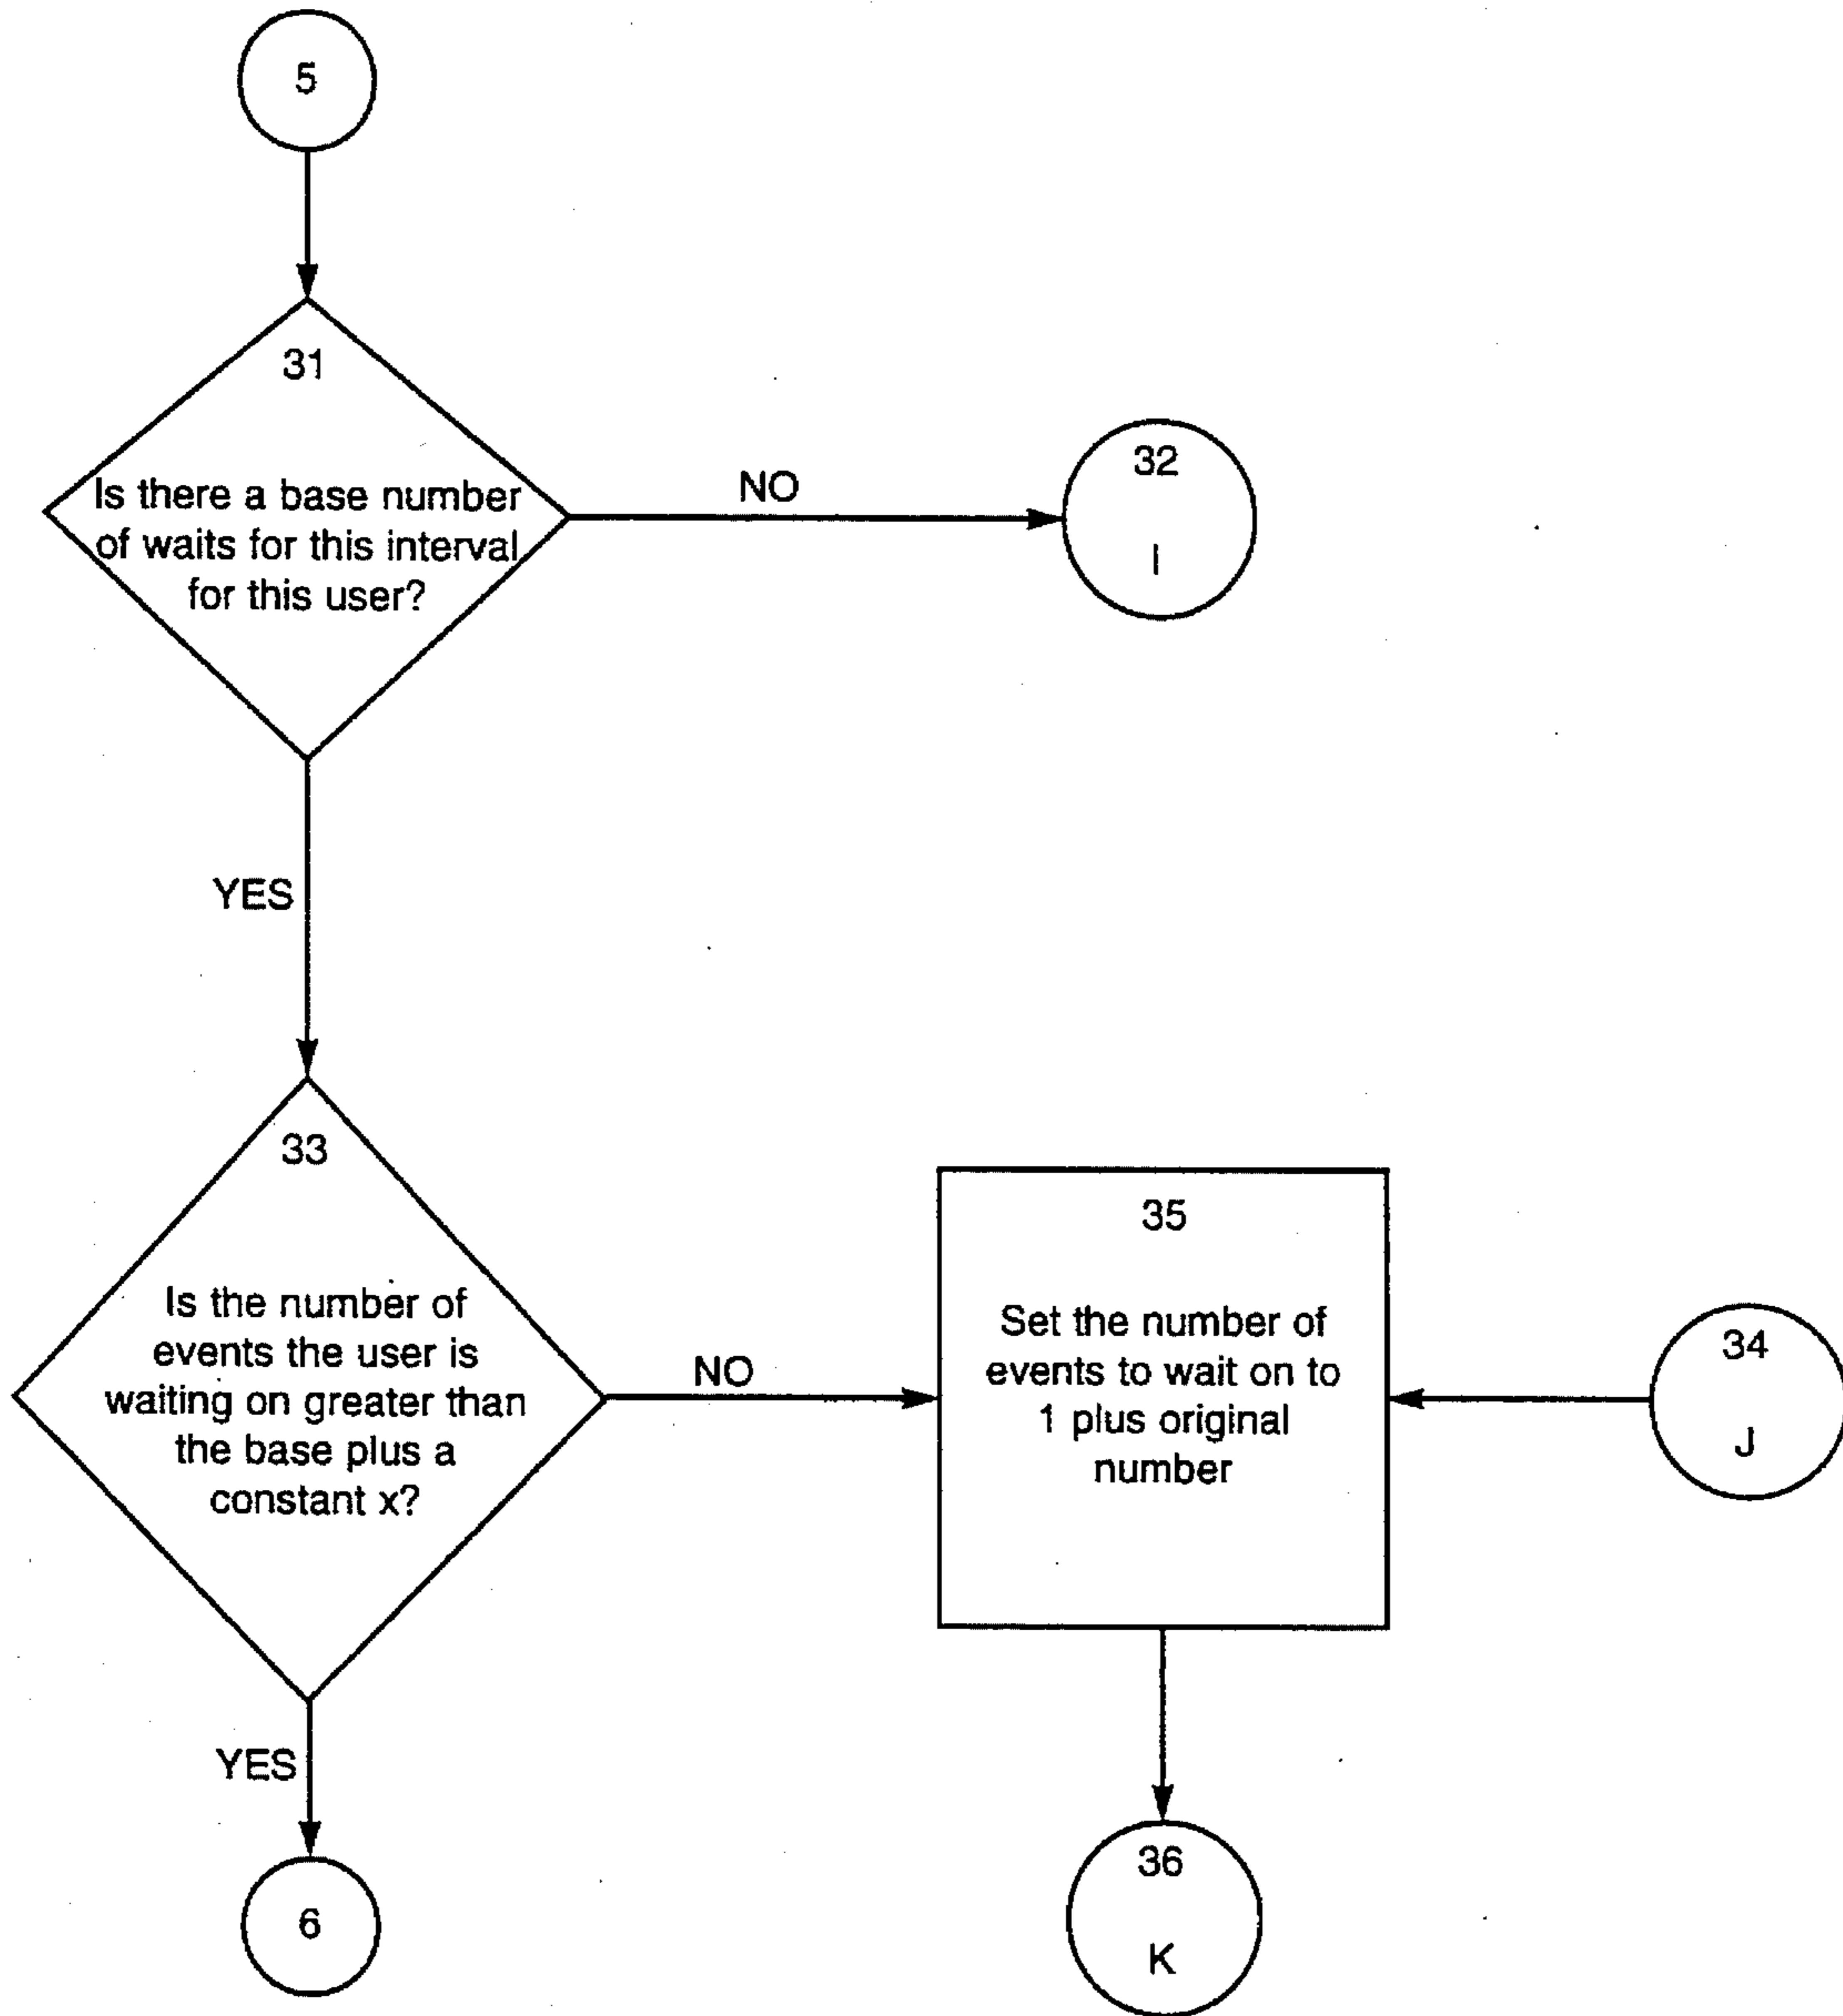 5
31
Is there a base number
of waits for this interval
for this user?
NO
32
I
YES
33
Is the number of
events the user is
waiting on greater than
the base plus a
constant x?
NO
35
Set the number of
events to wait on to
1 plus original
number
34
J
YES
6
36
K